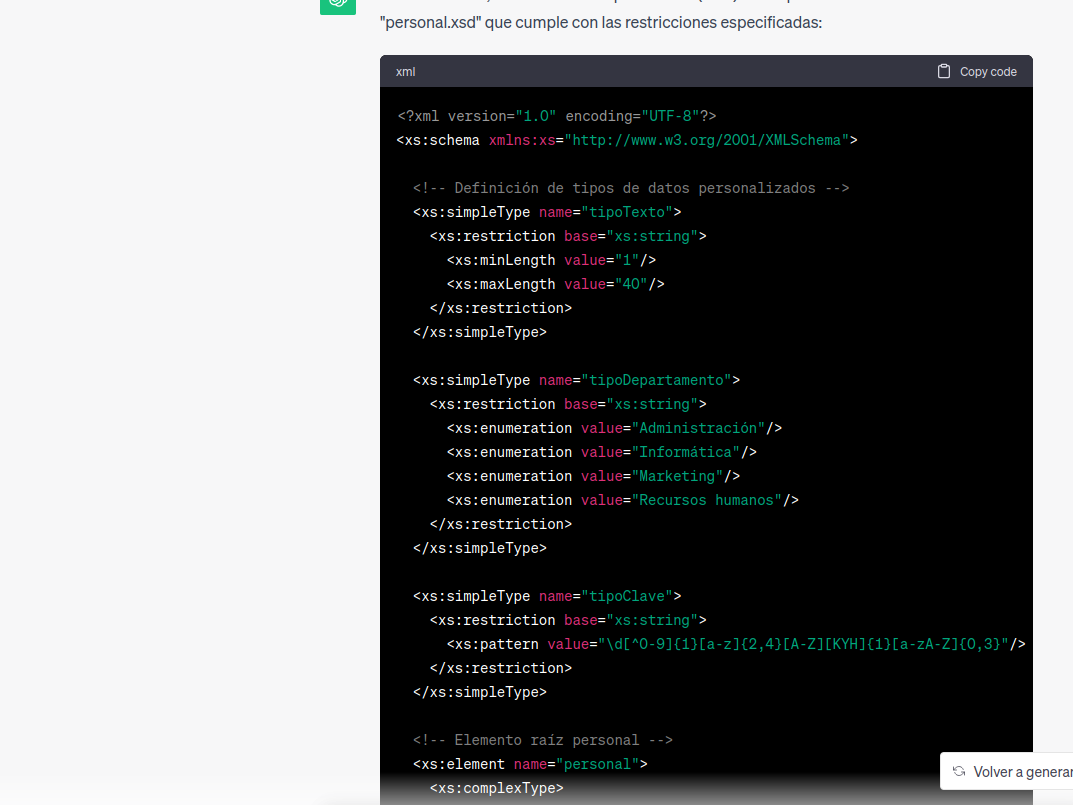 "personal.xsd" que cumple con las restricciones especificadas:
xml
Copy code
<?xml version="1.0" encoding="UTF-8"?>
<xs:schema xmlns:xs="http://www.w3.org/2001/XMLSchema">
<!-- Definición de tipos de datos personalizados -->
<xs:simpleType name="tipoTexto">
<xs:restriction base="xs:string">
<xs:minLength value="1"/>
<xs:maxLength value="40"/>
</xs:restriction>
</xs:simpleType>
<xs:simpleType name="tipoDepartamento">
<xs:restriction base="xs:string">
<xs:enumeration value="Administración"/>
<xs:enumeration value="Informática"/>
<xs:enumeration value="Marketing"/>
<xs:enumeration value="Recursos humanos"/>
</xs:restriction>
</xs:simpleType>
<xs:simpleType name="tipoClave">
<xs:restriction base="xs:string">
<xs:pattern value="\d[^0-9]{1}[a-z]{2,4}[A-Z][KYH]{1}[a-zA-Z]{0,3}"/>
</xs:restriction>
</xs:simpleType>
<!-- Elemento raíz personal -->
<xs:element name="personal">
<xs:complexType>
Volver a generar